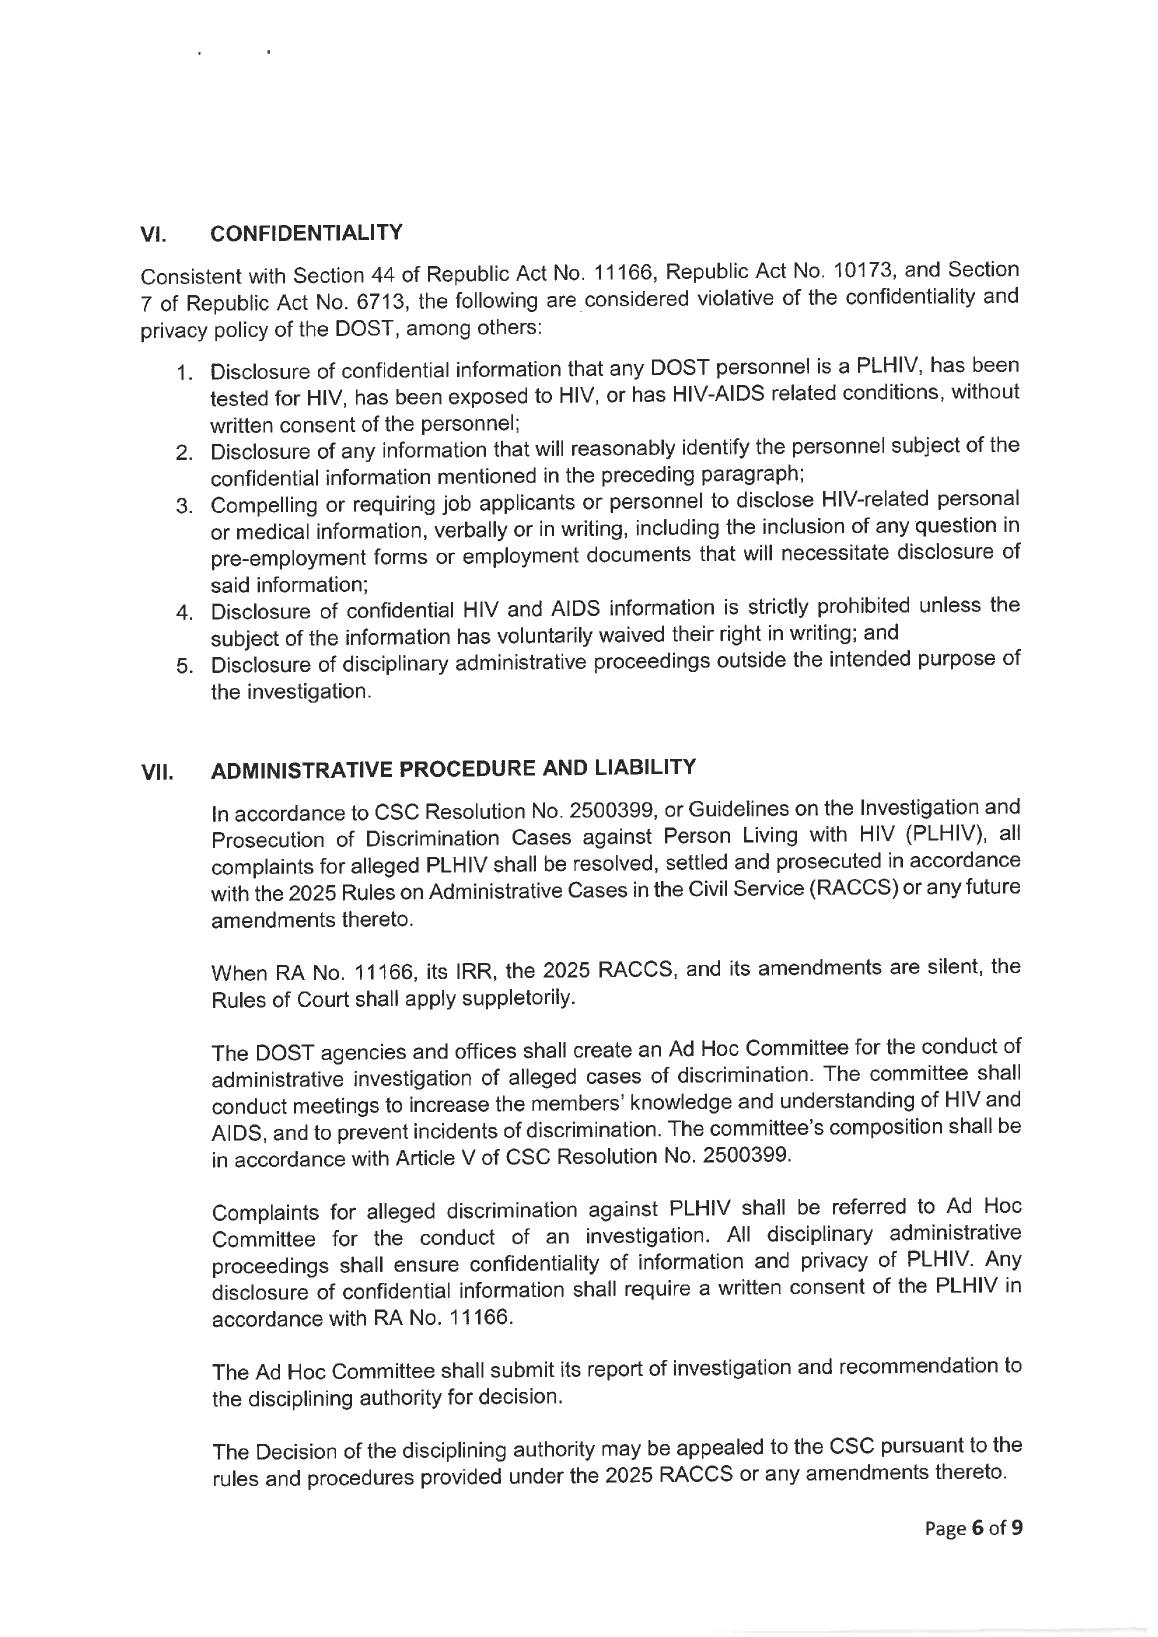 VI. CONFIDENTIALITY
Consistent with Section 44 of Republic Act No. 11166, Republic Act No. 10173, and Section
7 of Republic Act No. 6713, the following are considered violative of the confidentiality and
privacy policy of the DOST, among others:
1. Disclosure of confidential information that any DOST personnel is a PLHIV, has been
tested for HIV, has been exposed to HIV, or has HIV-AIDS related conditions, without
written consent of the personnel;
2. Disclosure of any information that will reasonably identify the personnel subject of the
confidential information mentioned in the preceding paragraph;
3. Compelling or requiring job applicants or personnel to disclose HIV-related personal
or medical information, verbally or in writing, including the inclusion of any question in
pre-employment forms or employment documents that will necessitate disclosure of
said information;
4. Disclosure of confidential HIV and AIDS information is strictly prohibited unless the
subject of the information has voluntarily waived their right in writing; and
5. Disclosure of disciplinary administrative proceedings outside the intended purpose of
the investigation.
VII. ADMINISTRATIVE PROCEDURE AND LIABILITY
In accordance to CSC Resolution No. 2500399, or Guidelines on the Investigation and
Prosecution of Discrimination Cases against Person Living with HIV (PLHIV), all
complaints for alleged PLHIV shall be resolved, settled and prosecuted in accordance
with the 2025 Rules on Administrative Cases in the Civil Service (RACCS) or any future
amendments thereto.
When RA No. 11166, its IRR, the 2025 RACCS, and its amendments are silent, the
Rules of Court shall apply suppletorily.
The DOST agencies and offices shall create an Ad Hoc Committee for the conduct of
administrative investigation of alleged cases of discrimination. The committee shall
conduct meetings to increase the members' knowledge and understanding of HIV and
AIDS, and to prevent incidents of discrimination. The committee's composition shall be
in accordance with Article V of CSC Resolution No. 2500399.
Complaints for alleged discrimination against PLHIV shall be referred to Ad Hoc
Committee for the conduct of an investigation. All disciplinary administrative
proceedings shall ensure confidentiality of information and privacy of PLHIV. Any
disclosure of confidential information shall require a written consent of the PLHIV in
accordance with RA No. 11166.
The Ad Hoc Committee shall submit its report of investigation and recommendation to
the disciplining authority for decision.
The Decision of the disciplining authority may be appealed to the CSC pursuant to the
rules and procedures provided under the 2025 RACCS or any amendments thereto.
Page 6 of 9